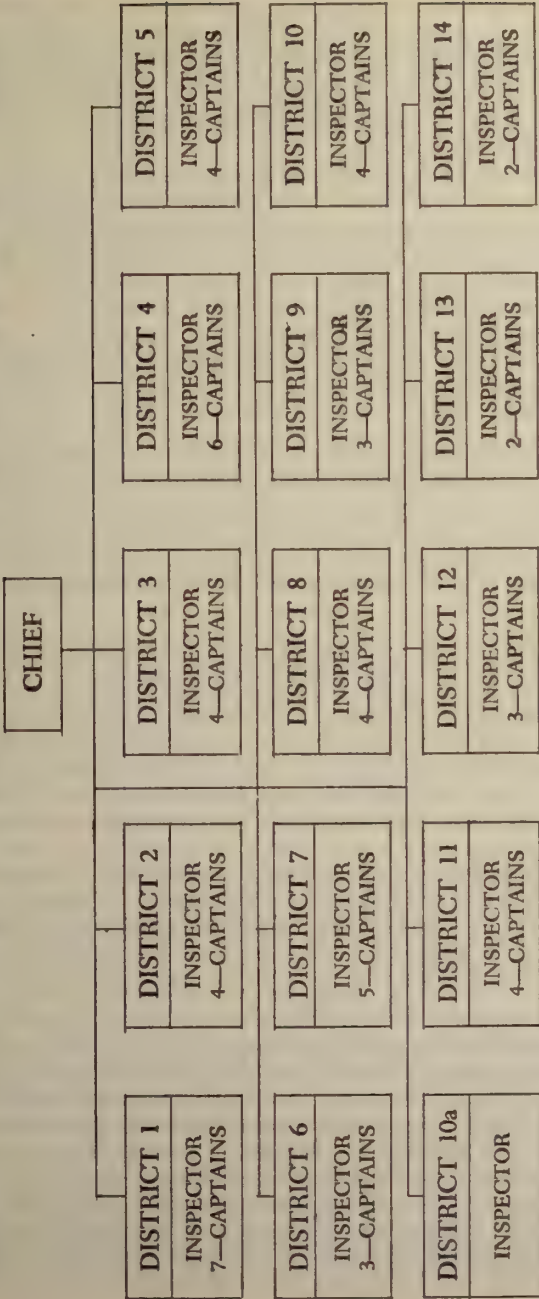 CHIEF
DISTRICT 1
INSPECTOR
7—CAPTAINS
DISTRICT 2
INSPECTOR
4—CAPTAINS
DISTRICT 3
INSPECTOR
4—CAPTAINS
DISTRICT 4
INSPECTOR
6—CAPTAINS
DISTRICT 5
INSPECTOR
4—CAPTAINS
DISTRICT 6
INSPECTOR
3—CAPTAINS
DISTRICT 7
INSPECTOR
5—CAPTAINS
DISTRICT 8
INSPECTOR
4—CAPTAINS
DISTRICT 9
INSPECTOR
3—CAPTAINS
DISTRICT 10
INSPECTOR
4—CAPTAINS
DISTRICT 10a
INSPECTOR
DISTRICT 11
INSPECTOR
4—CAPTAINS
DISTRICT 12
INSPECTOR
3—CAPTAINS
DISTRICT 13
INSPECTOR
2—CAPTAINS
DISTRICT 14
INSPECTOR
2—CAPTAINS